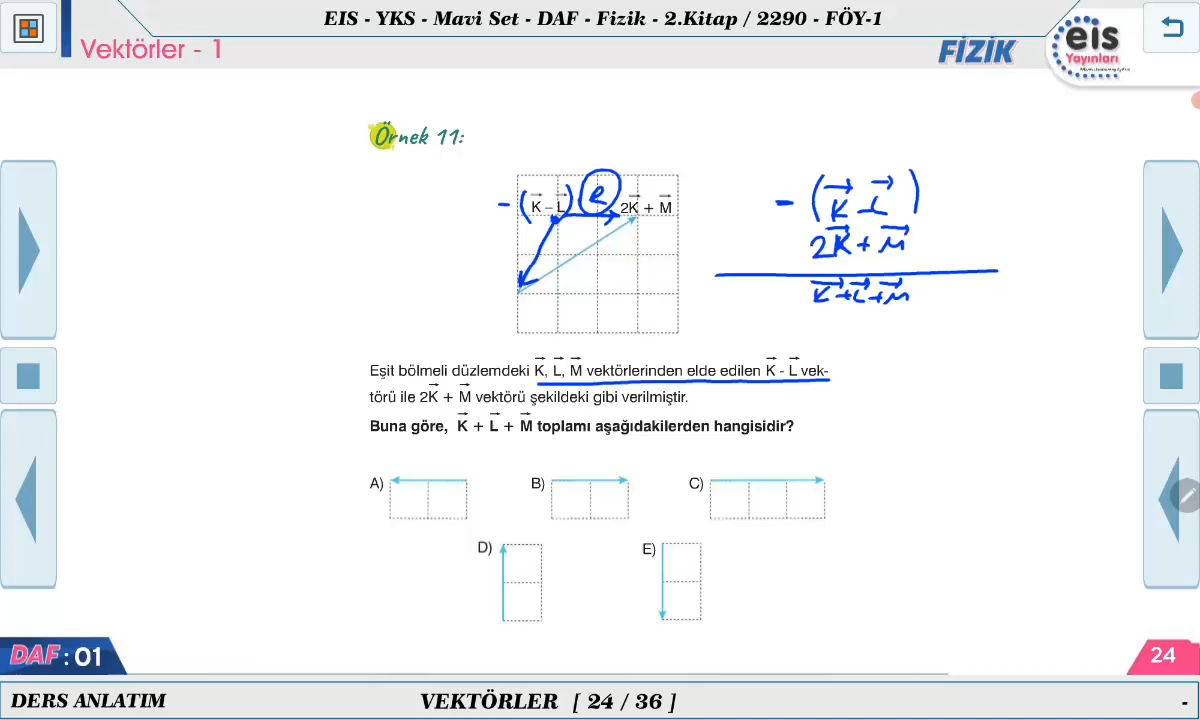 EIS - YKS - Mavi Set - DAF - Fizik - 2.Kitap / 2290 - FÖY-1
Vektörler - 1
FİZİK
eis
Yayınları
Örnek 11:
-(K⃗ - L⃗) e 2K⃗ + M⃗
- (K⃗ - L⃗)
2K⃗ + M⃗
K⃗ + L⃗ + M⃗
Eşit bölmeli düzlemdeki K⃗, L⃗, M⃗ vektörlerinden elde edilen K⃗ - L⃗ vek-
törü ile 2K⃗ + M⃗ vektörü şekildeki gibi verilmiştir.
Buna göre, K⃗ + L⃗ + M⃗ toplamı aşağıdakilerden hangisidir?
A) B) C)
D) E)
DAF : 01
24
DERS ANLATIM VEKTÖRLER [ 24 / 36 ] -